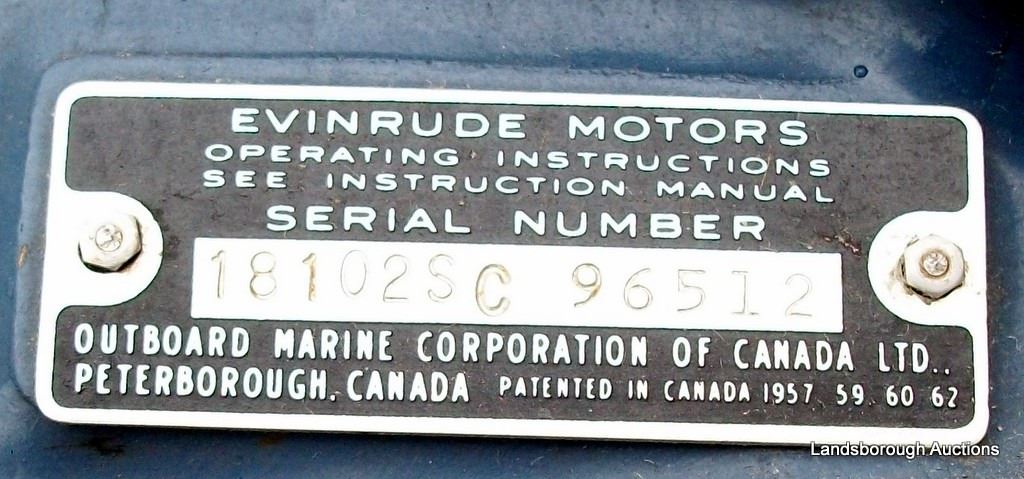 EVINRUDE MOTORS
OPERATING INSTRUCTIONS
SEE INSTRUCTION MANUAL
SERIAL NUMBER
18102SC 96512
OUTBOARD MARINE CORPORATION OF CANADA LTD.,
PETERBOROUGH, CANADA PATENTED IN CANADA 1957 59 60 62
Landsborough Auctions